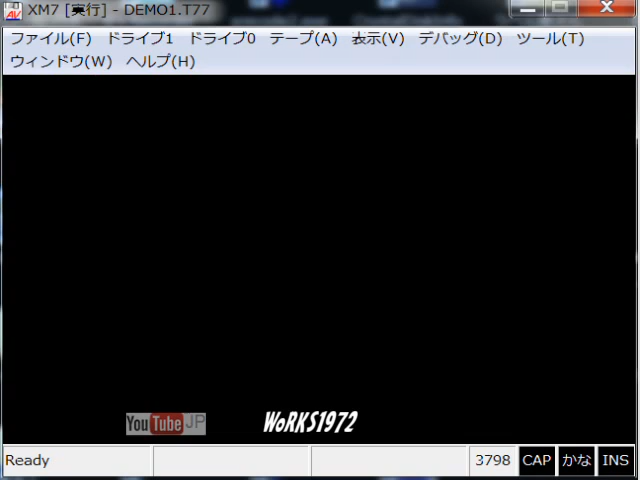 XM7 [実行] - DEMO1.T77
ファイル(F) ドライブ1 ドライブ0 テープ(A) 表示(V) デバッグ(D) ツール(T)
ウィンドウ(W) ヘルプ(H)
YouTube JP
WoRKS1972
Ready 3798 CAP かな INS